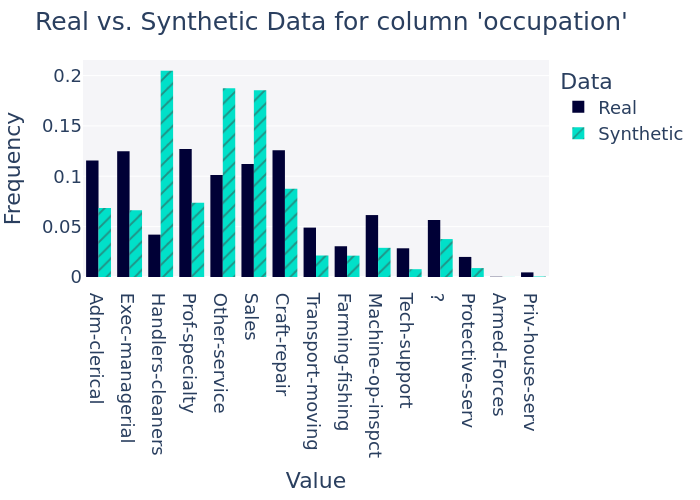 Real vs. Synthetic Data for column 'occupation'
Data
Real
Synthetic
Frequency
0.2
0.15
0.1
0.05
0
Adm-clerical
Exec-managerial
Handlers-cleaners
Prof-specialty
Other-service
Sales
Craft-repair
Transport-moving
Farming-fishing
Machine-op-inspct
Tech-support
?
Protective-serv
Armed-Forces
Priv-house-serv
Value